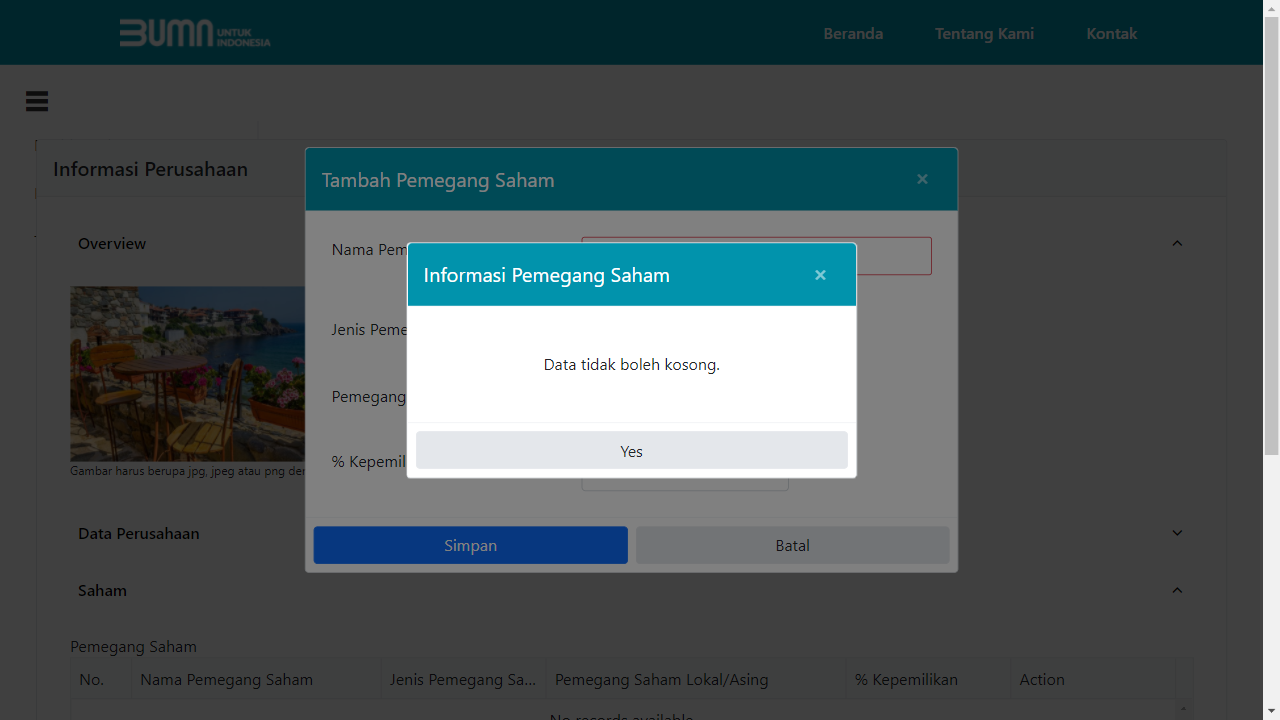 BUMN UNTUK INDONESIA
Beranda Tentang Kami Kontak
Informasi Perusahaan
Tambah Pemegang Saham ×
Overview
Nama Pem
Informasi Pemegang Saham ×
Jenis Peme
Data tidak boleh kosong.
Pemegang
% Kepemil
Yes
Gambar harus berupa jpg, jpeg atau png
Data Perusahaan
Simpan Batal
Saham
Pemegang Saham
No. Nama Pemegang Saham Jenis Pemegang Sa... Pemegang Saham Lokal/Asing % Kepemilikan Action
No records available